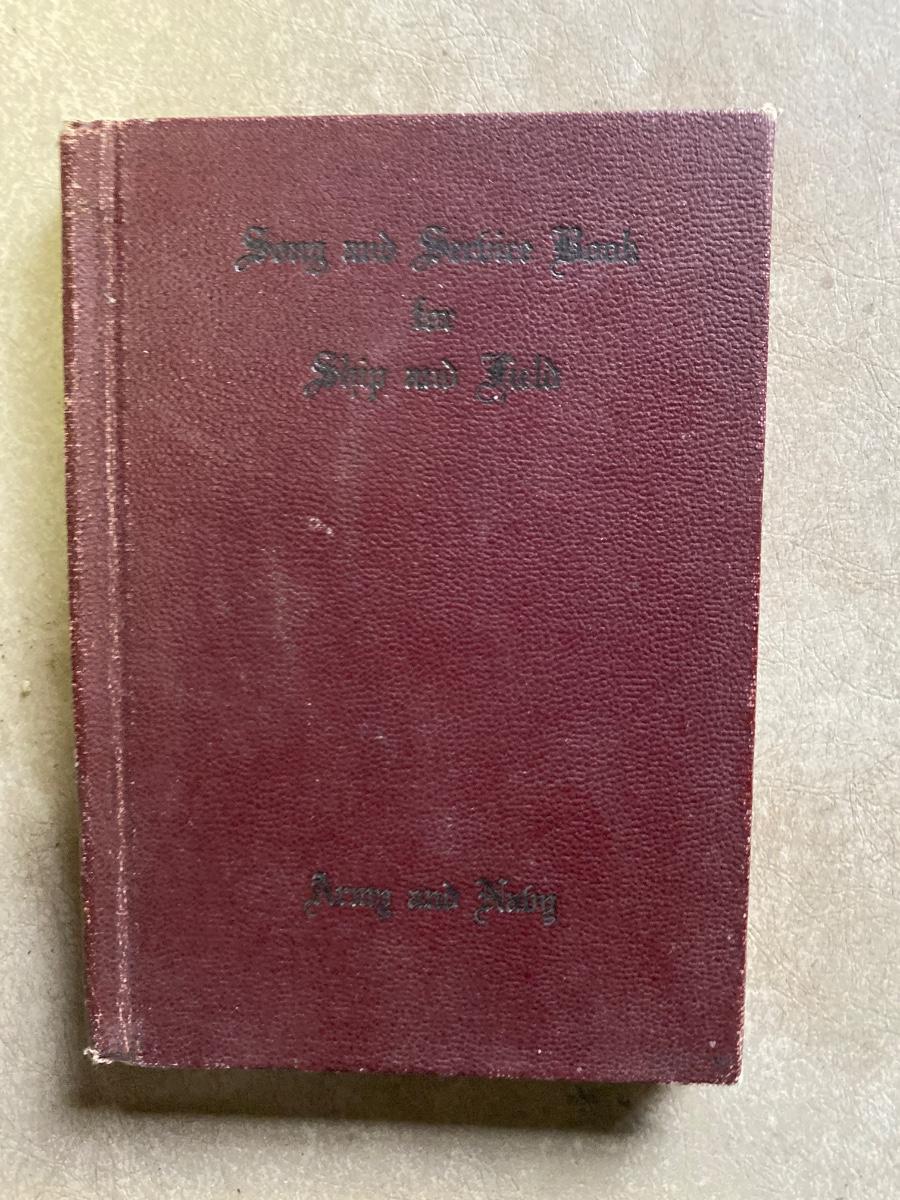 Song and Service Book
for
Ship and Field
Army and Navy